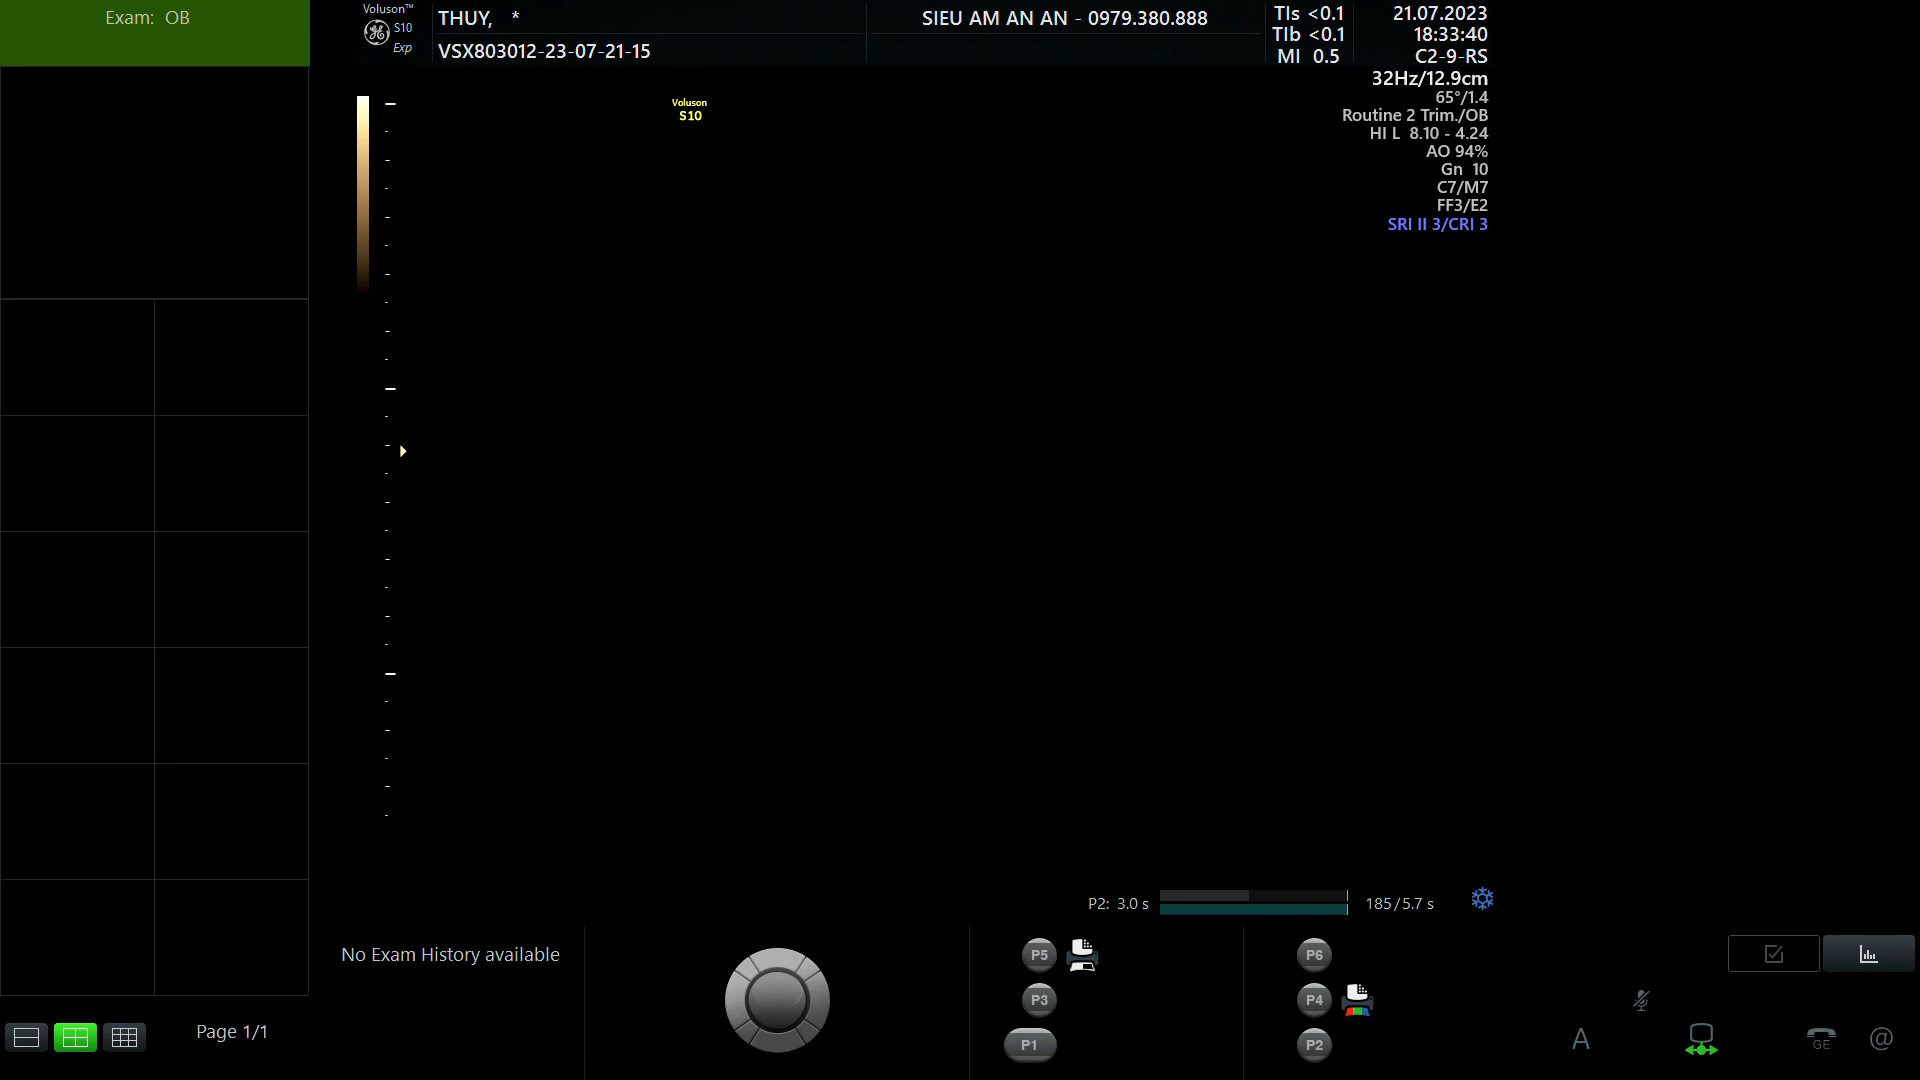 Exam: OB
Voluson™
S10
Exp
THUY, *
VSX803012-23-07-21-15
SIEU AM AN AN - 0979.380.888
TIs <0.1
TIb <0.1
MI 0.5
21.07.2023
18:33:40
C2-9-RS
32Hz/12.9cm
65°/1.4
Routine 2 Trim./OB
HI L 8.10 - 4.24
AO 94%
Gn 10
C7/M7
FF3/E2
SRI II 3/CRI 3
Voluson
S10
P2: 3.0 s
185/5.7 s
No Exam History available
P5
P3
P1
P6
P4
P2
A
GE
@
Page 1/1